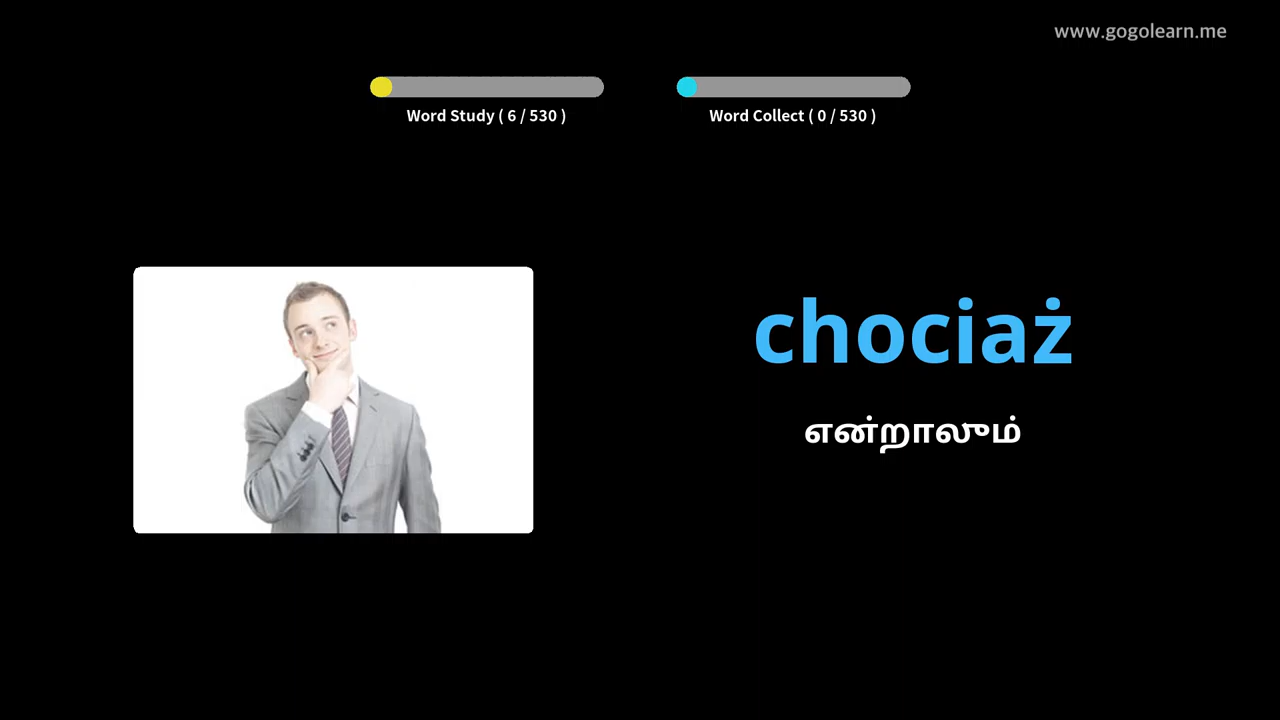 www.gogolearn.me
Word Study ( 6 / 530 )
Word Collect ( 0 / 530 )
chociaż
என்றாலும்